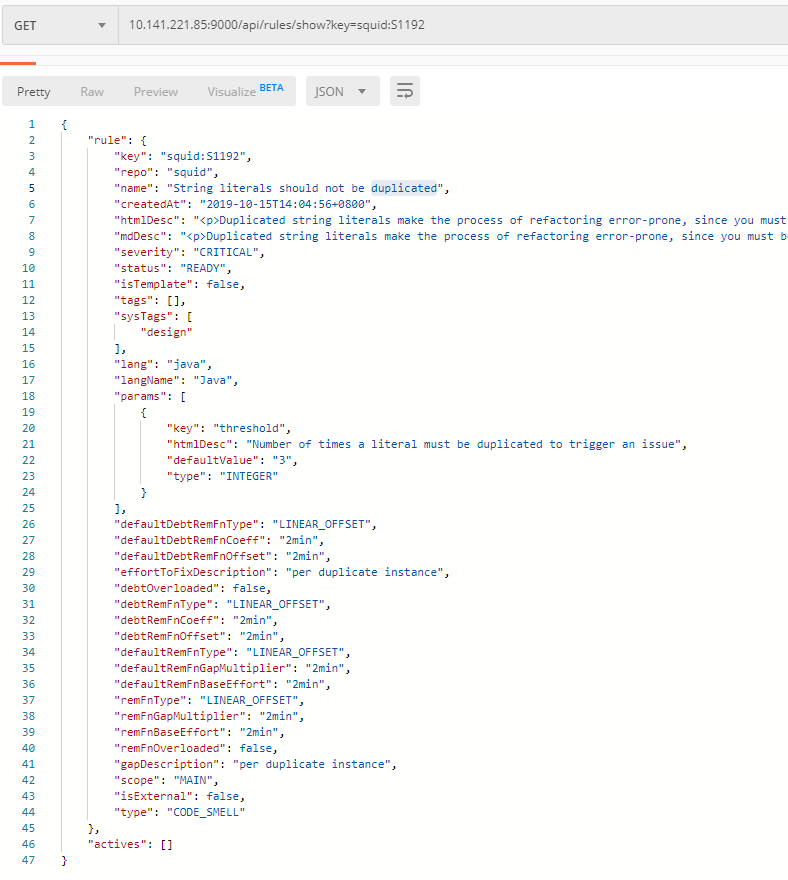 GET 10.141.221.85:9000/api/rules/show?key=squid:S1192
Pretty Raw Preview Visualize BETA JSON
1 {
2 "rule": {
3 "key": "squid:S1192",
4 "repo": "squid",
5 "name": "String literals should not be duplicated",
6 "createdAt": "2019-10-15T14:04:56+0800",
7 "htmlDesc": "<p>Duplicated string literals make the process of refactoring error-prone, since you must
8 "mdDesc": "<p>Duplicated string literals make the process of refactoring error-prone, since you must b
9 "severity": "CRITICAL",
10 "status": "READY",
11 "isTemplate": false,
12 "tags": [],
13 "sysTags": [
14 "design"
15 ],
16 "lang": "java",
17 "langName": "Java",
18 "params": [
19 {
20 "key": "threshold",
21 "htmlDesc": "Number of times a literal must be duplicated to trigger an issue",
22 "defaultValue": "3",
23 "type": "INTEGER"
24 }
25 ],
26 "defaultDebtRemFnType": "LINEAR_OFFSET",
27 "defaultDebtRemFnCoeff": "2min",
28 "defaultDebtRemFnOffset": "2min",
29 "effortToFixDescription": "per duplicate instance",
30 "debtOverloaded": false,
31 "debtRemFnType": "LINEAR_OFFSET",
32 "debtRemFnCoeff": "2min",
33 "debtRemFnOffset": "2min",
34 "defaultRemFnType": "LINEAR_OFFSET",
35 "defaultRemFnGapMultiplier": "2min",
36 "defaultRemFnBaseEffort": "2min",
37 "remFnType": "LINEAR_OFFSET",
38 "remFnGapMultiplier": "2min",
39 "remFnBaseEffort": "2min",
40 "remFnOverloaded": false,
41 "gapDescription": "per duplicate instance",
42 "scope": "MAIN",
43 "isExternal": false,
44 "type": "CODE_SMELL"
45 },
46 "actives": []
47 }